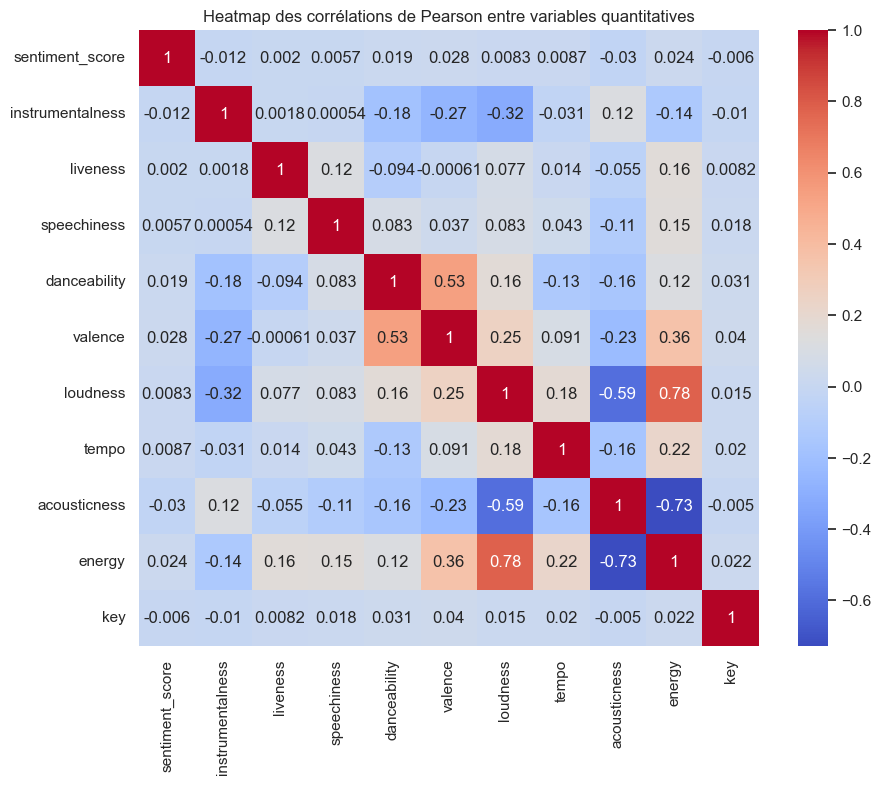 Heatmap des corrélations de Pearson entre variables quantitatives
sentiment_score 1 -0.012 0.002 0.0057 0.019 0.028 0.0083 0.0087 -0.03 0.024 -0.006
instrumentalness -0.012 1 0.0018 0.00054 -0.18 -0.27 -0.32 -0.031 0.12 -0.14 -0.01
liveness 0.002 0.0018 1 0.12 -0.094 -0.00061 0.077 0.014 -0.055 0.16 0.0082
speechiness 0.0057 0.00054 0.12 1 0.083 0.037 0.083 0.043 -0.11 0.15 0.018
danceability 0.019 -0.18 -0.094 0.083 1 0.53 0.16 -0.13 -0.16 0.12 0.031
valence 0.028 -0.27 -0.00061 0.037 0.53 1 0.25 0.091 -0.23 0.36 0.04
loudness 0.0083 -0.32 0.077 0.083 0.16 0.25 1 0.18 -0.59 0.78 0.015
tempo 0.0087 -0.031 0.014 0.043 -0.13 0.091 0.18 1 -0.16 0.22 0.02
acousticness -0.03 0.12 -0.055 -0.11 -0.16 -0.23 -0.59 -0.16 1 -0.73 -0.005
energy 0.024 -0.14 0.16 0.15 0.12 0.36 0.78 0.22 -0.73 1 0.022
key -0.006 -0.01 0.0082 0.018 0.031 0.04 0.015 0.02 -0.005 0.022 1
sentiment_score
instrumentalness
liveness
speechiness
danceability
valence
loudness
tempo
acousticness
energy
key
1.0
0.8
0.6
0.4
0.2
0.0
-0.2
-0.4
-0.6